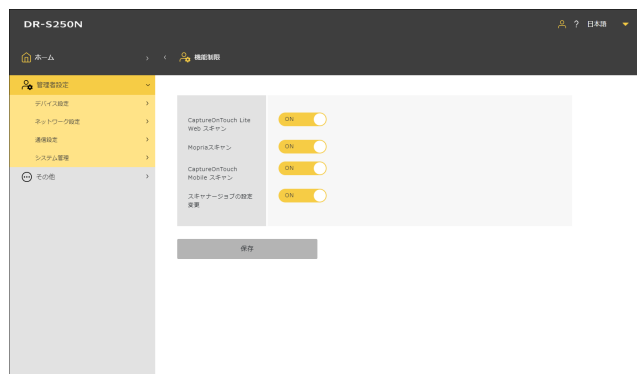 DR-S250N
? 日本語
ホーム
機能制限
管理者設定
デバイス設定
ネットワーク設定
通信設定
システム管理
その他
CaptureOnTouch Lite
Web スキャン
ON
Mopriaスキャン
ON
CaptureOnTouch
Mobile スキャン
ON
スキャナージョブの設定
変更
ON
保存